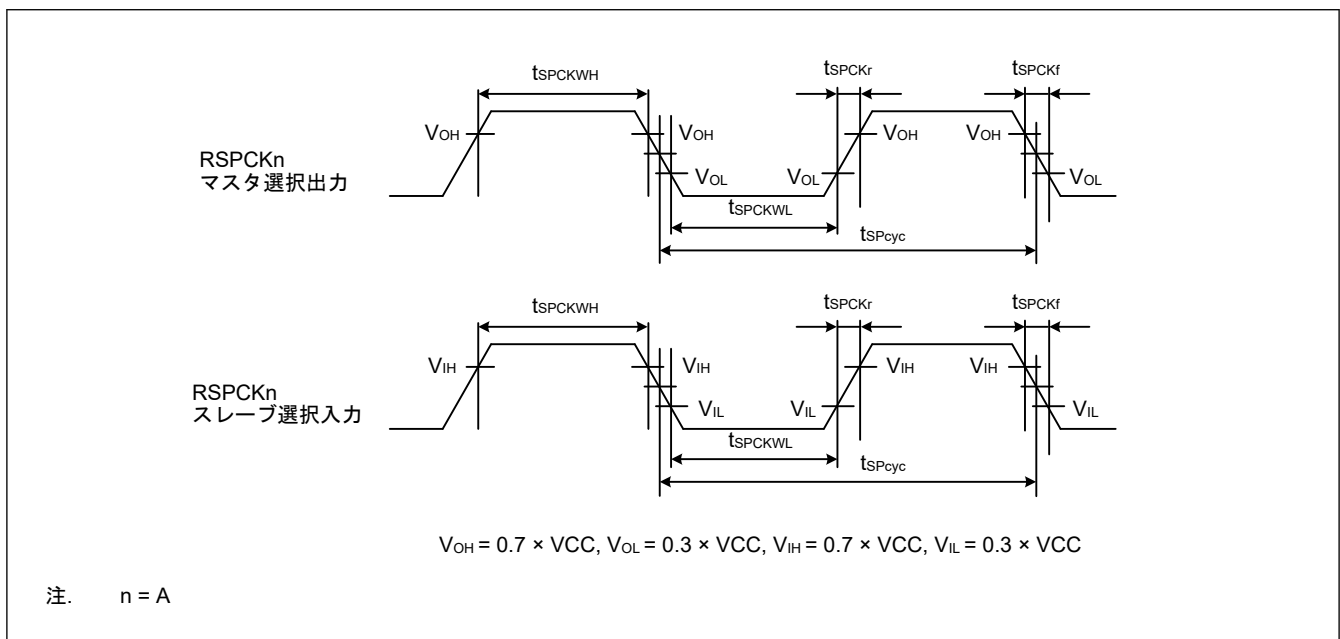 tSPCKWH
tSPCKr
tSPCKf
VOH
VOH
VOH
VOH
RSPCKn
マスタ選択出力
VOL
VOL
VOL
tSPCKWL
tSPcyc
tSPCKWH
tSPCKr
tSPCKf
VIH
VIH
VIH
VIH
RSPCKn
スレーブ選択入力
VIL
VIL
VIL
tSPCKWL
tSPcyc
VOH = 0.7 × VCC, VOL = 0.3 × VCC, VIH = 0.7 × VCC, VIL = 0.3 × VCC
注. n = A